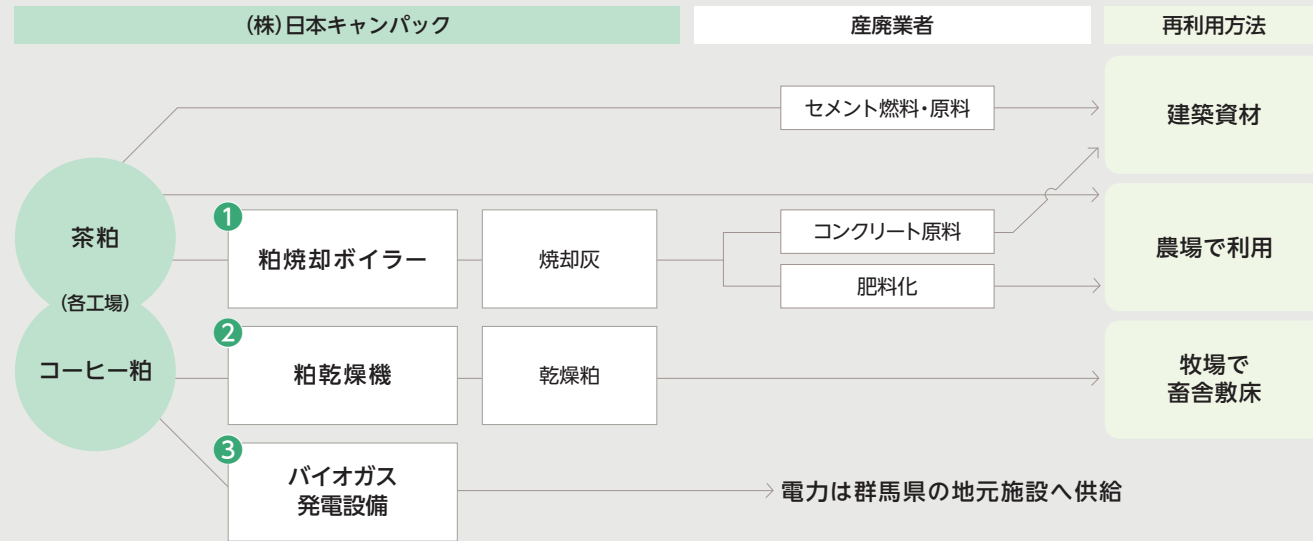 (株)日本キャンパック
産廃業者
再利用方法
セメント燃料・原料
建築資材
茶粕
1
粕焼却ボイラー
焼却灰
コンクリート原料
肥料化
農場で利用
(各工場)
コーヒー粕
2
粕乾燥機
乾燥粕
牧場で
畜舎敷床
3
バイオガス
発電設備
電力は群馬県の地元施設へ供給